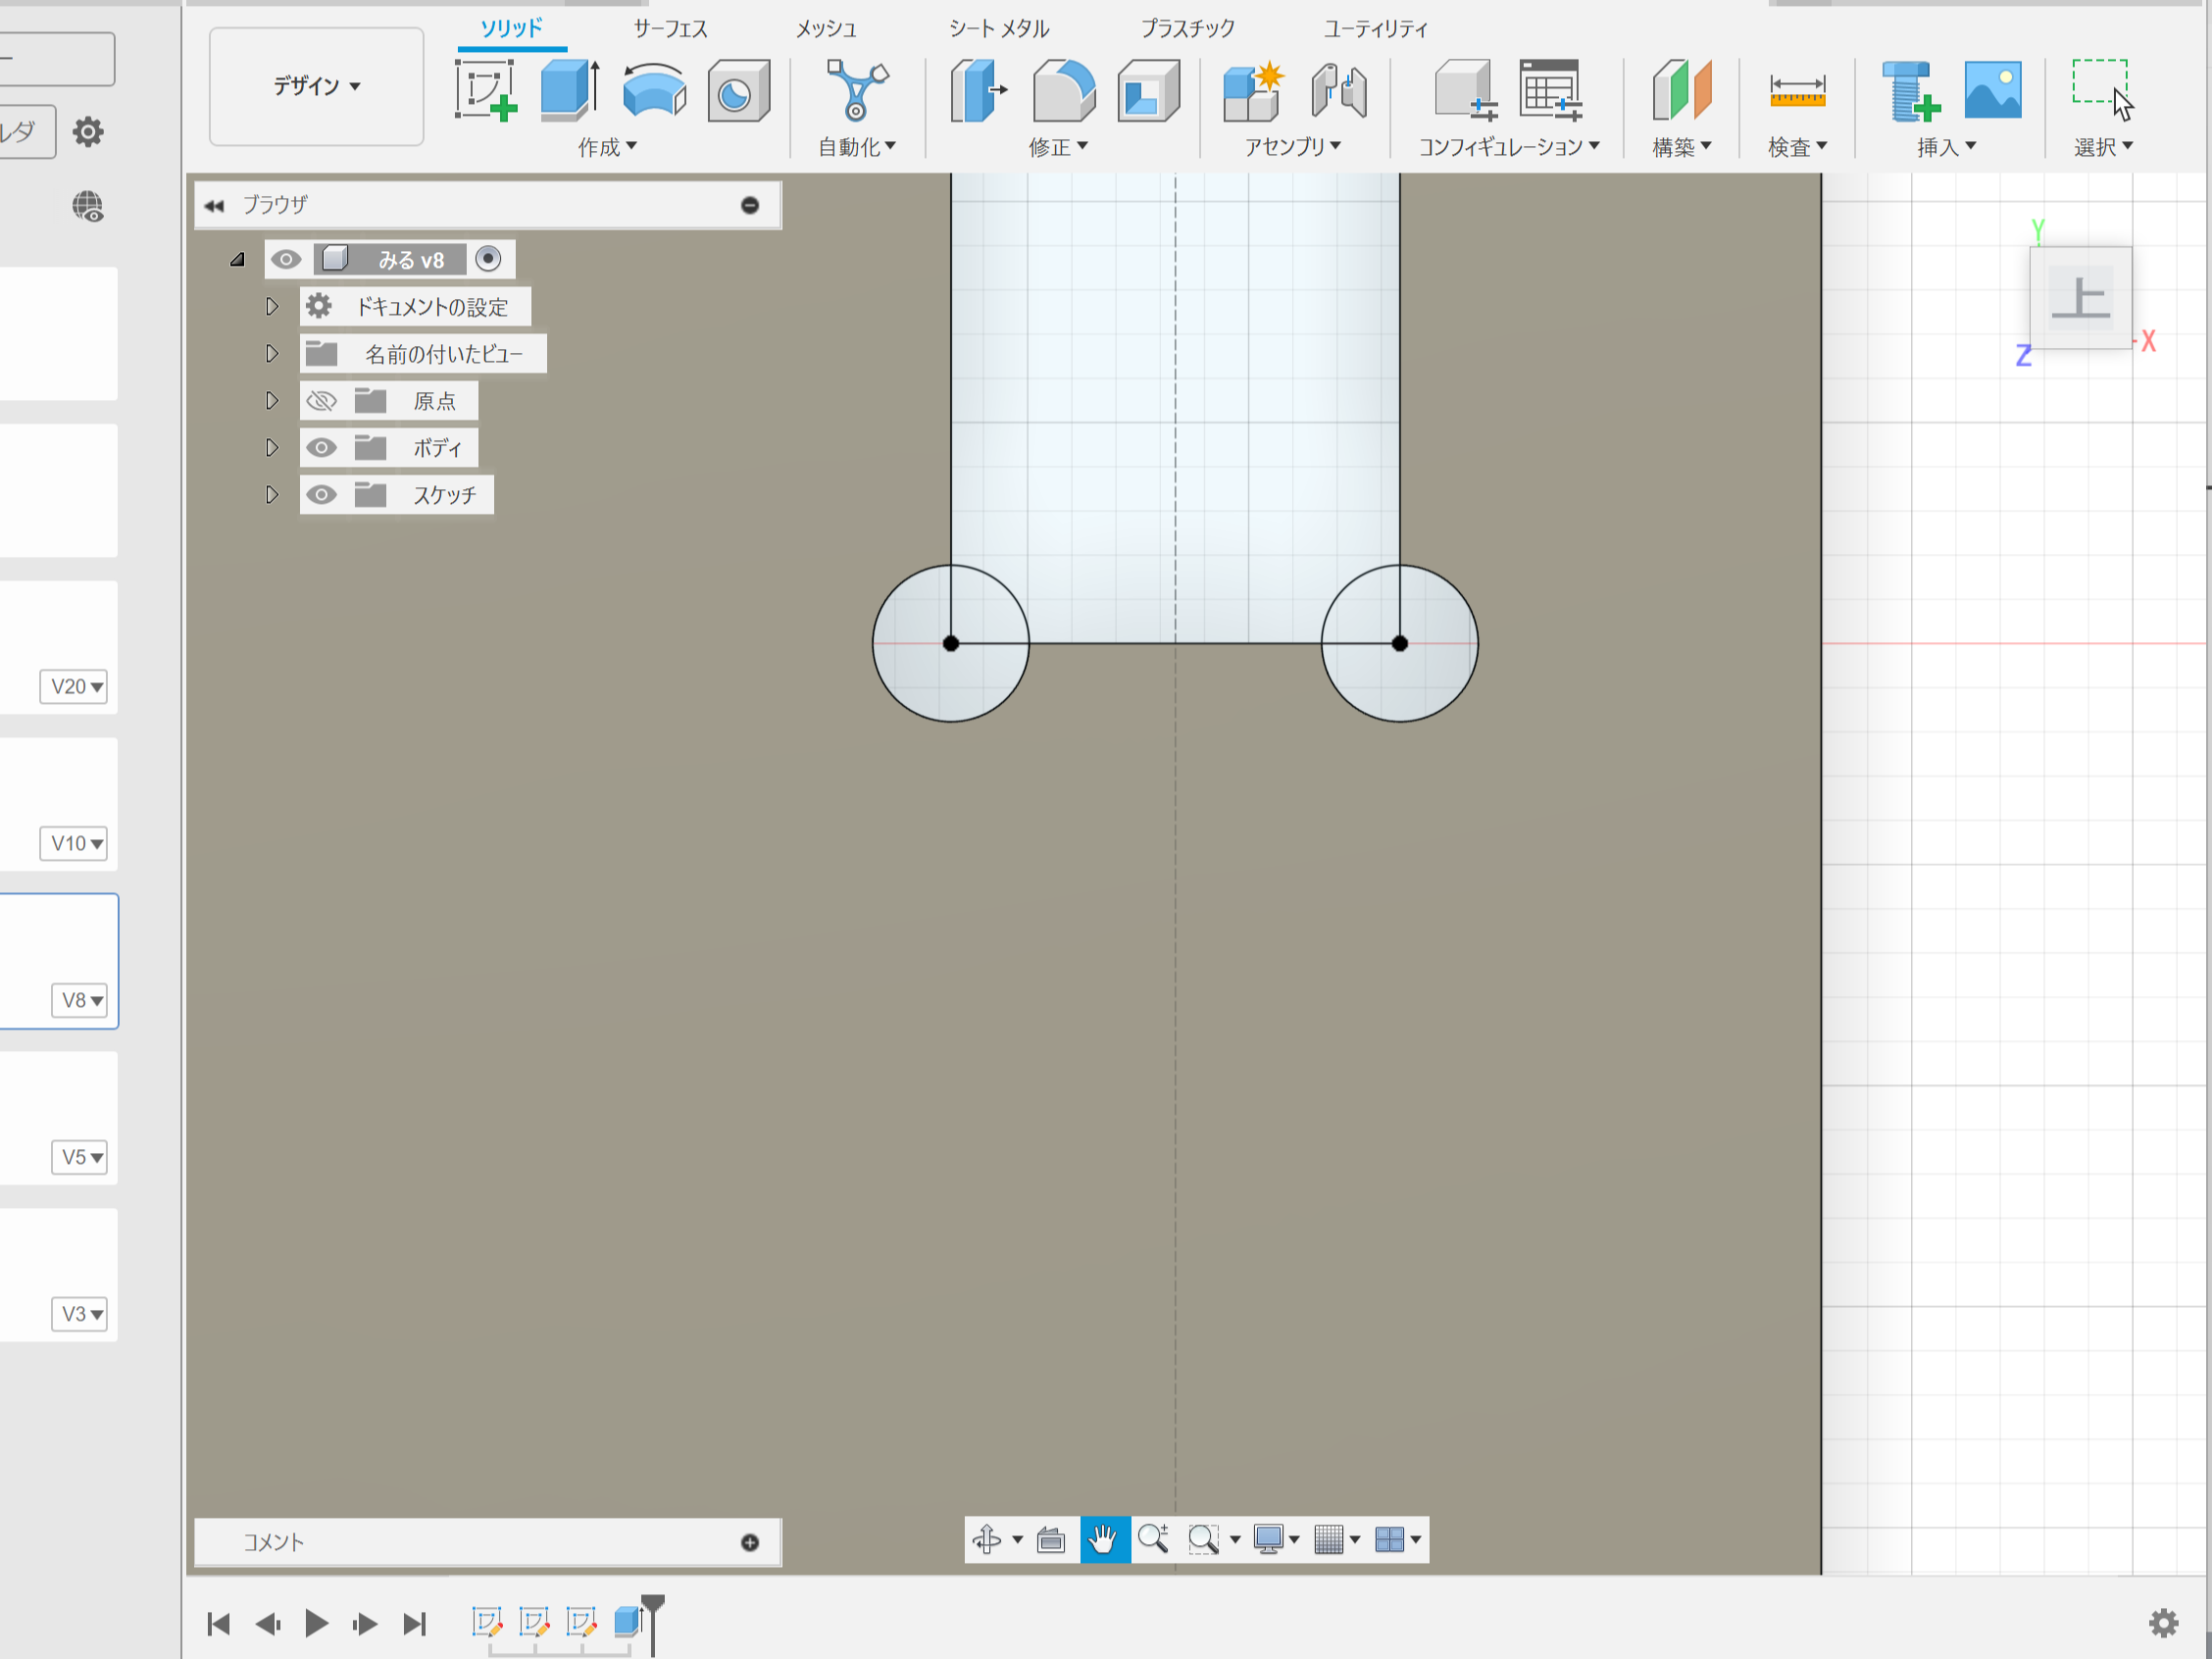 ソリッド サーフェス メッシュ シート メタル プラスチック ユーティリティ
デザイン
作成 自動化 修正 アセンブリ コンフィギュレーション 構築 検査 挿入 選択
ルダ
ブラウザ
みる v8
ドキュメントの設定
名前の付いたビュー
原点
ボディ
スケッチ
Y
上
X
Z
V20
V10
V8
V5
V3
コメント